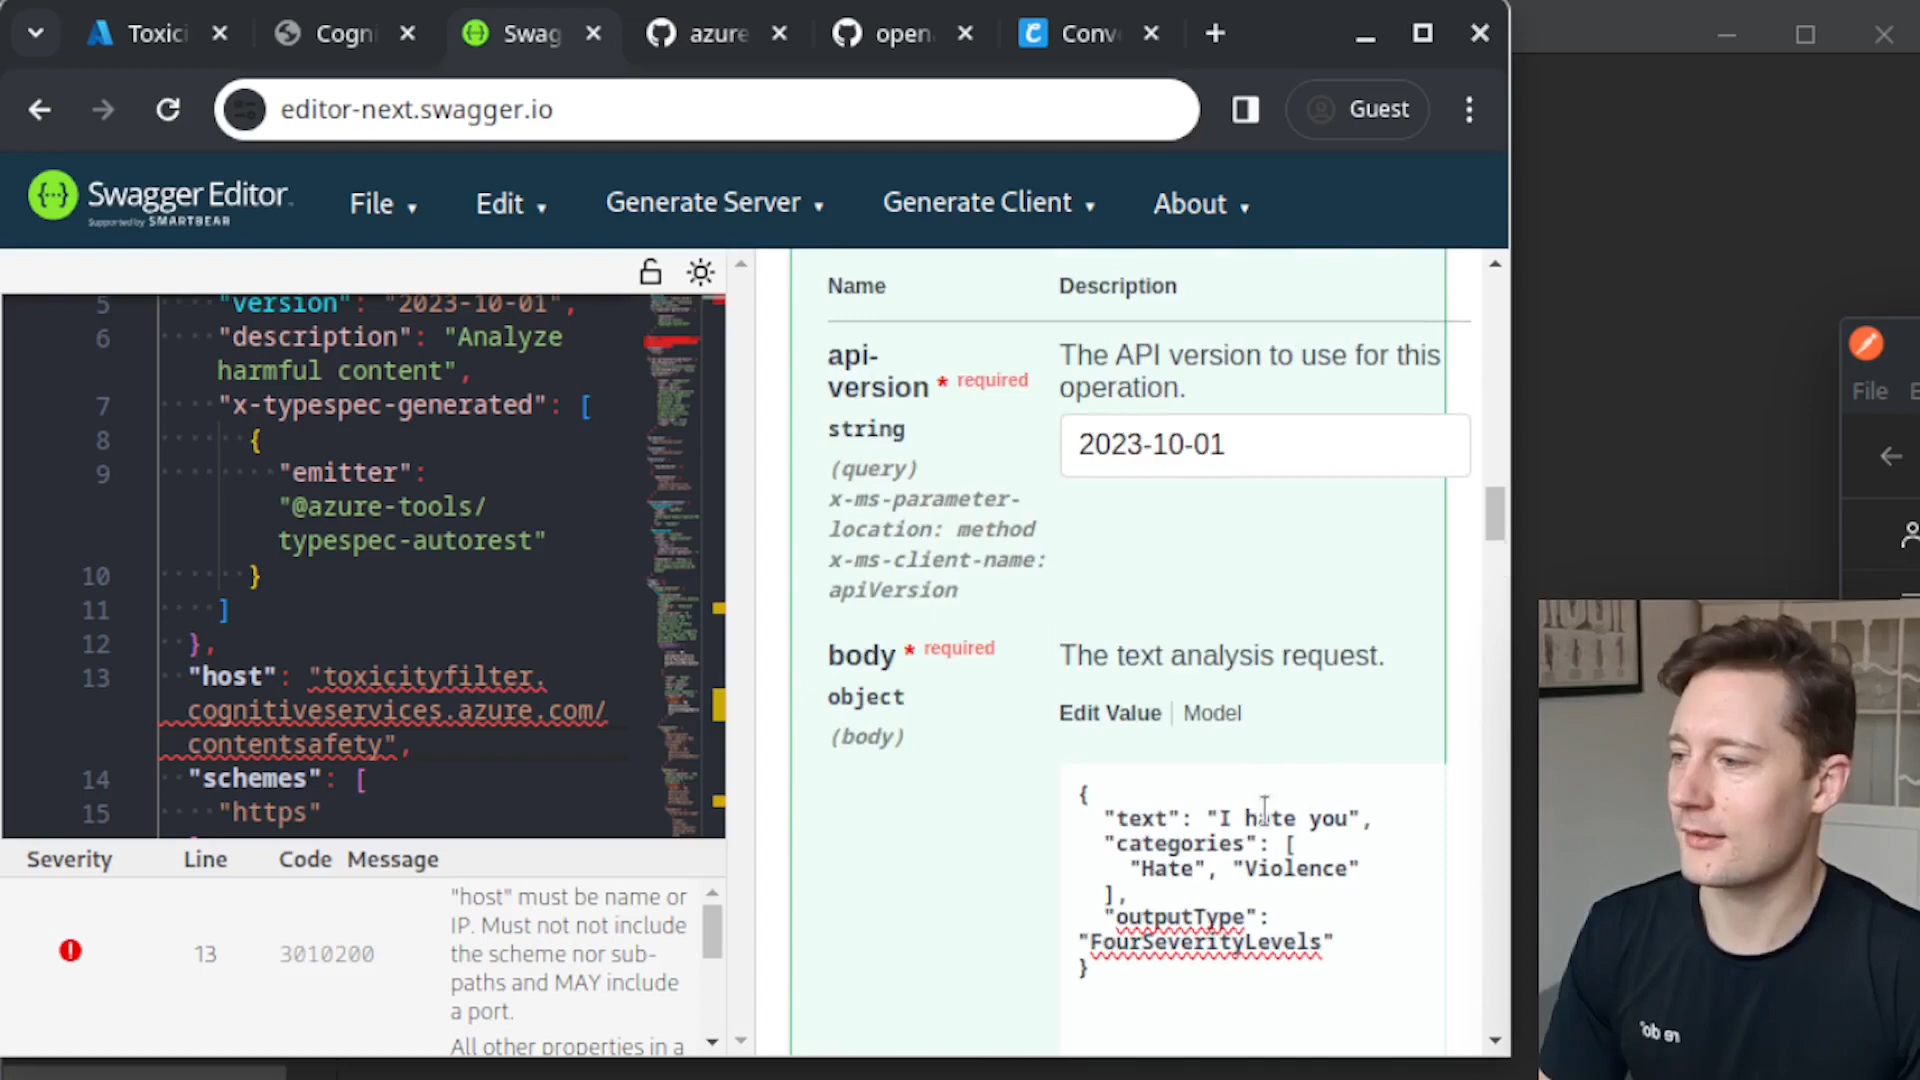 Toxici
Cogni
Swag
azure
open
Conve
editor-next.swagger.io
Guest
Swagger Editor
Supported by SMARTBEAR
File
Edit
Generate Server
Generate Client
About
5 "version": "2023-10-01",
6 "description": "Analyze
harmful content",
7 "x-typespec-generated": [
8 {
9 "emitter":
"@azure-tools/
typespec-autorest"
10 }
11 ]
12 },
13 "host": "toxicityfilter.
cognitiveservices.azure.com/
contentsafety",
14 "schemes": [
15 "https"
Severity Line Code Message
13 3010200 "host" must be name or
IP. Must not not include
the scheme nor sub-
paths and MAY include
a port.
All other properties in a
Name Description
api-
version * required
string
(query)
x-ms-parameter-
location: method
x-ms-client-name:
apiVersion
The API version to use for this
operation.
2023-10-01
body * required
object
(body)
The text analysis request.
Edit Value | Model
{
"text": "I hate you",
"categories": [
"Hate", "Violence"
],
"outputType":
"FourSeverityLevels"
}
File
re do'